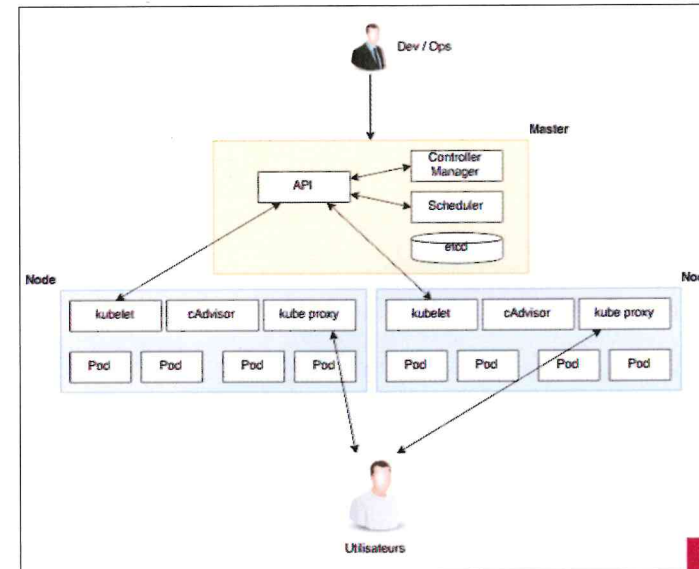 Dev / Ops
Master
Controller
Manager
API
Scheduler
etcd
Node
kubelet
cAdvisor
kube proxy
Pod
Pod
Pod
Pod
No
kubelet
cAdvisor
kube proxy
Pod
Pod
Pod
Pod
Utilisateurs